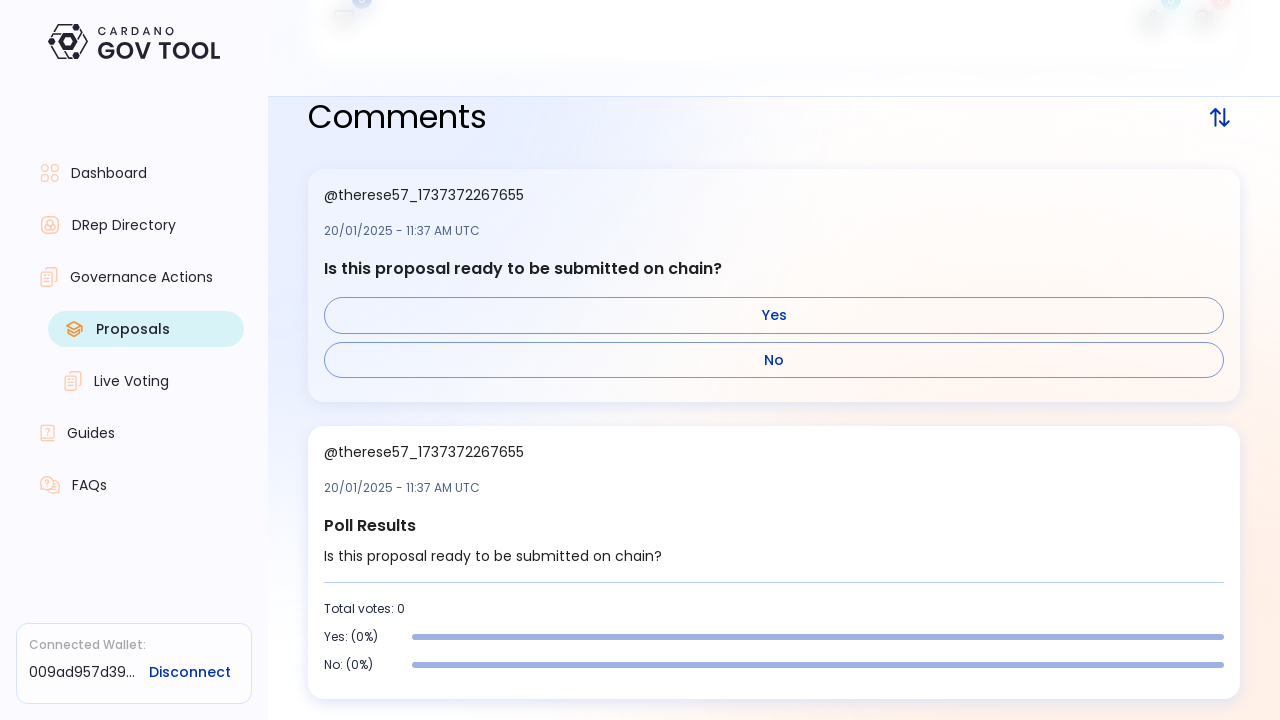 CARDANO
GOV TOOL
Dashboard
DRep Directory
Governance Actions
Proposals
Live Voting
Guides
FAQs
Connected Wallet:
009ad957d39...
Disconnect
Comments
@therese57_1737372267655
20/01/2025 - 11:37 AM UTC
Is this proposal ready to be submitted on chain?
Yes
No
@therese57_1737372267655
20/01/2025 - 11:37 AM UTC
Poll Results
Is this proposal ready to be submitted on chain?
Total votes: 0
Yes: (0%)
No: (0%)